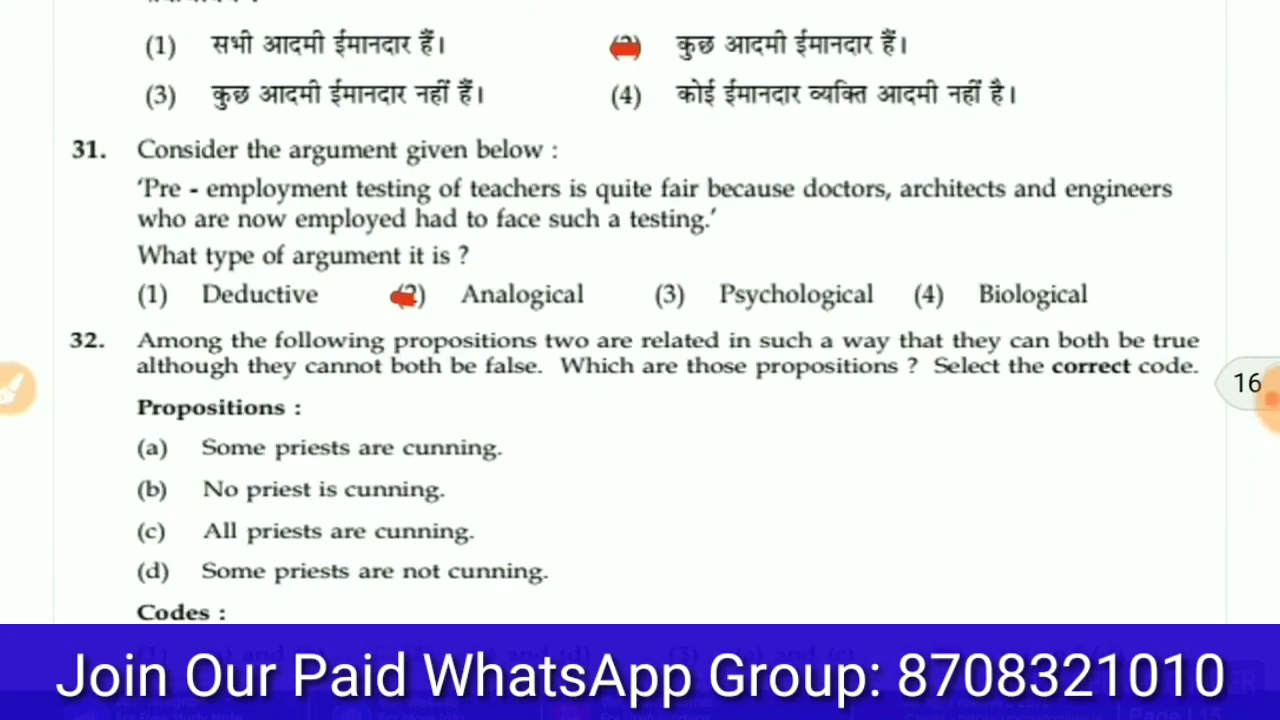 (1) सभी आदमी ईमानदार हैं। कुछ आदमी ईमानदार हैं।
(3) कुछ आदमी ईमानदार नहीं हैं। (4) कोई ईमानदार व्यक्ति आदमी नहीं है।
31. Consider the argument given below :
‘Pre - employment testing of teachers is quite fair because doctors, architects and engineers
who are now employed had to face such a testing.’
What type of argument it is ?
(1) Deductive (2) Analogical (3) Psychological (4) Biological
32. Among the following propositions two are related in such a way that they can both be true
although they cannot both be false. Which are those propositions ? Select the correct code.
16
Propositions :
(a) Some priests are cunning.
(b) No priest is cunning.
(c) All priests are cunning.
(d) Some priests are not cunning.
Codes :
Join Our Paid WhatsApp Group: 8708321010